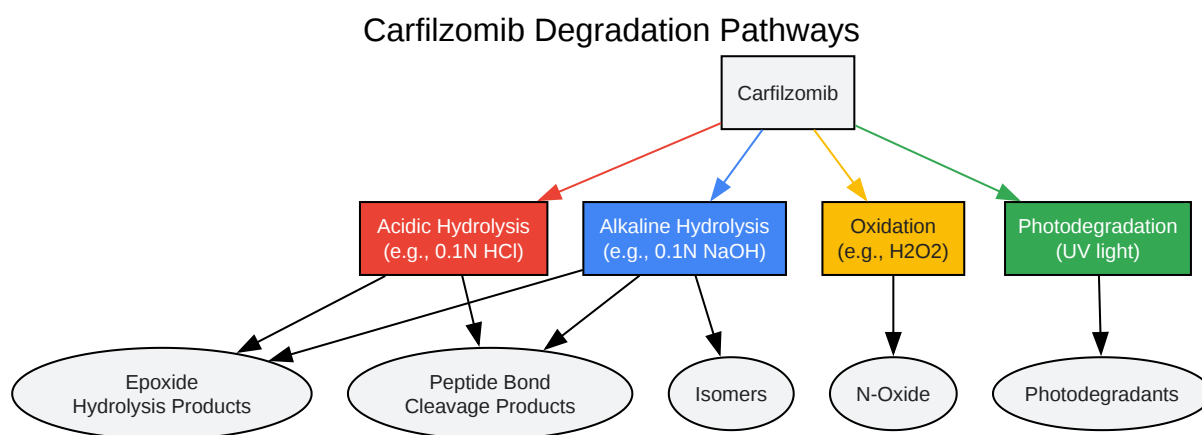 Carfilzomib Degradation Pathways
Carfilzomib
Acidic Hydrolysis
(e.g., 0.1N HCl)
Alkaline Hydrolysis
(e.g., 0.1N NaOH)
Oxidation
(e.g., H2O2)
Photodegradation
(UV light)
Epoxide
Hydrolysis Products
Peptide Bond
Cleavage Products
Isomers
N-Oxide
Photodegradants